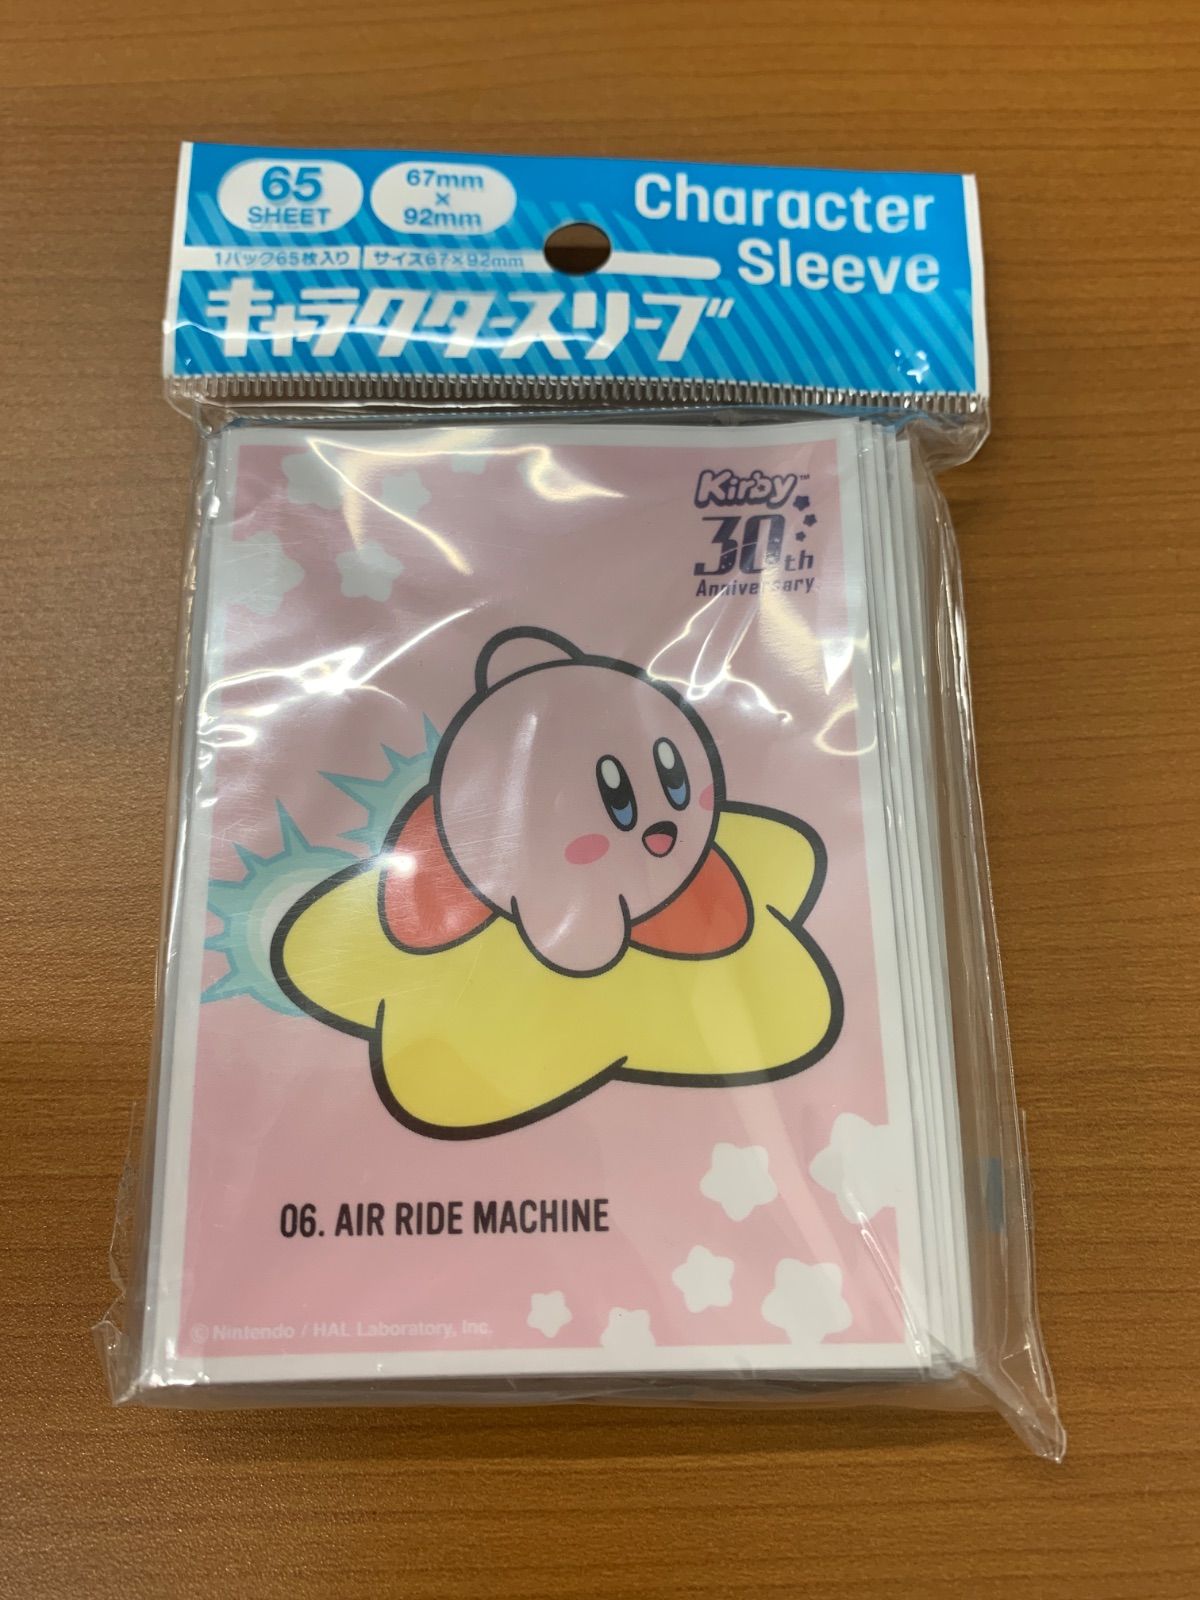 65
SHEET
67mm
×
92mm
Character
Sleeve
1パック65枚入り
サイズ67×92mm
キャラクタースリーブ
Kirby™
30th
Anniversary
06. AIR RIDE MACHINE
©Nintendo / HAL Laboratory, Inc.